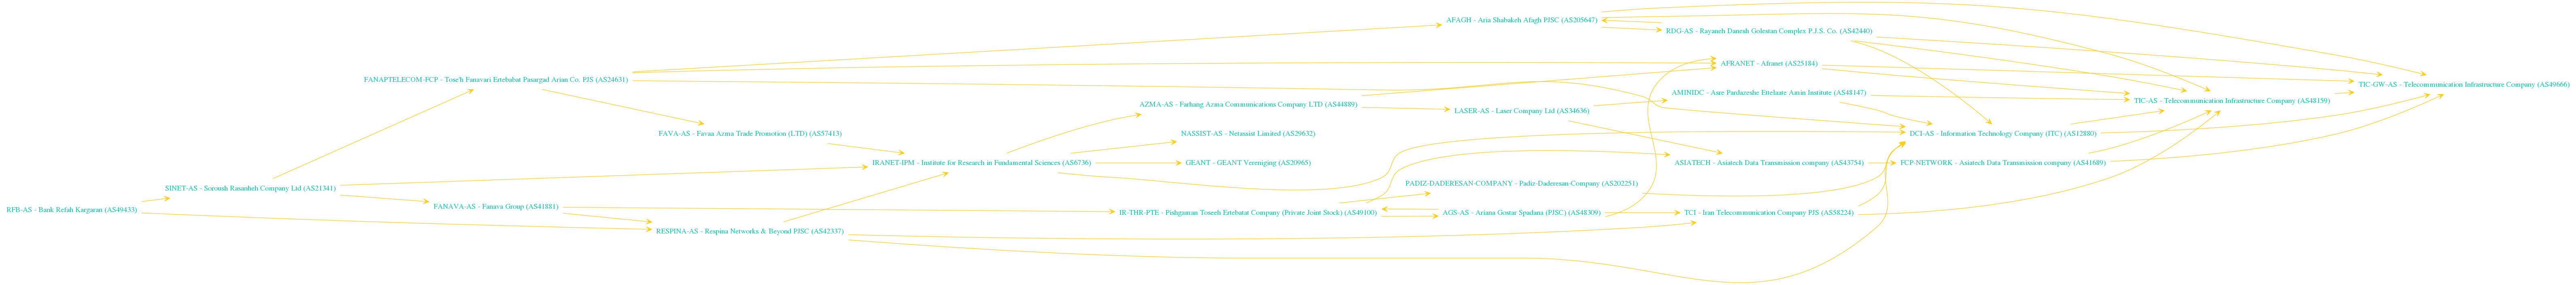 AFAGH - Aria Shabakeh Afagh PJSC (AS205647)
RDG-AS - Rayaneh Danesh Golestan Complex P.J.S. Co. (AS42440)
AFRANET - Afranet (AS25184)
FANAPTELECOM-FCP - Toseh Fanavari Ertebabat Pasargad Arian Co. PJS (AS24631)
TIC-GW-AS - Telecommunication Infrastructure Company (AS49666)
AMINIDC - Amr Pardazeshe Ettelaate Amin Institute (AS48147)
TIC-AS - Telecommunication Infrastructure Company (AS48159)
AZMA-AS - Farhang Azma Communications Company LTD (AS44889)
LASER-AS - Laser Company Ltd (AS34636)
FAVA-AS - Favaa Azma Trade Promotion (LTD) (AS57413)
NASSIST-AS - Netassist Limited (AS29632)
DCI-AS - Information Technology Company (ITC) (AS12880)
IRANET-IPM - Institute for Research in Fundamental Sciences (AS6736)
GEANT - GEANT Vereniging (AS20965)
ASIATECH - Asiatech Data Transmission company (AS43754)
FCP-NETWORK - Asiatech Data Transmission company (AS41689)
PADIZ-DADERESAN-COMPANY - Padiz-Daderesan Company (AS202251)
SINET-AS - Soroush Rasanheh Company Ltd (AS21341)
FANAVA-AS - Fanava Group (AS41881)
RFB-AS - Bank Refah Kargaran (AS49433)
IR-THR-PTE - Pishgaman Toseeh Ertebatat Company (Private Joint Stock) (AS49100)
AGS-AS - Ariana Gostar Spadana (PJSC) (AS48309)
TCI - Iran Telecommunication Company PJS (AS58224)
RESPINA-AS - Respina Networks & Beyond PJSC (AS42337)